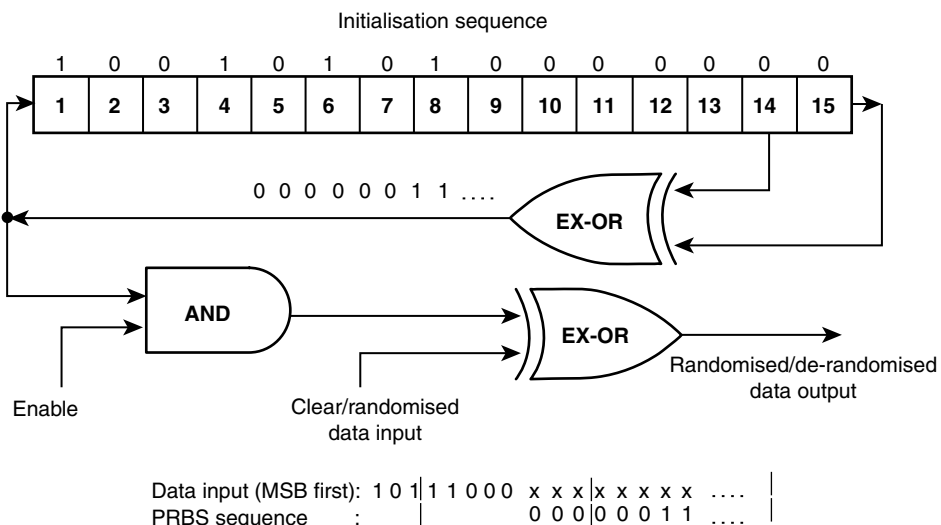 Initialisation sequence
1 0 0 1 0 1 0 1 0 0 0 0 0 0 0
1 2 3 4 5 6 7 8 9 10 11 12 13 14 15
0 0 0 0 0 0 1 1 ....
EX-OR
AND
EX-OR
Randomised/de-randomised
data output
Enable
Clear/randomised
data input
Data input (MSB first): 1 0 1 1 1 0 0 0 x x x x x x x x ....
PRBS sequence : 0 0 0 0 0 0 1 1 ....